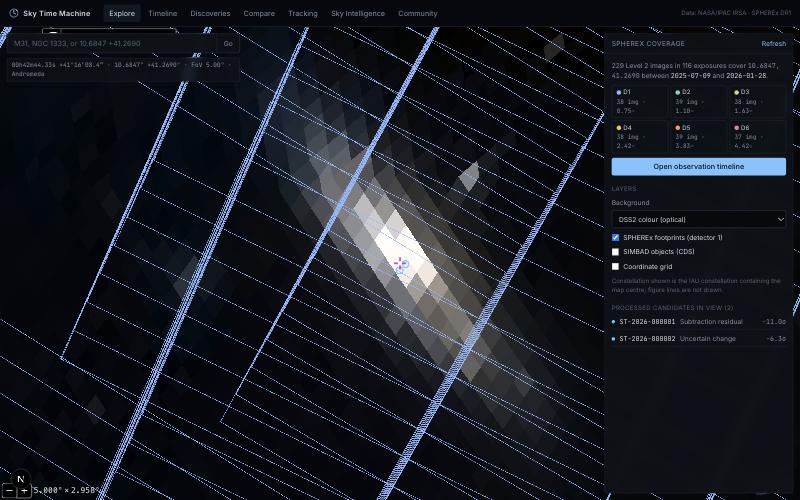 Sky Time Machine Explore Timeline Discoveries Compare Tracking Sky Intelligence Community Data: NASA/IPAC IRSA · SPHEREx QR1
M31, NGC 1333, or 10.6847 +41.2690 Go
00h42m44.33s +41°16′08.4″ · 10.6847° +41.2690° · FoV 5.00° ·
Andromeda
SPHEREX COVERAGE Refresh
229 Level 2 images in 116 exposures cover 10.6847,
41.2690 between 2025-07-09 and 2026-01-28.
D1 D2 D3
38 img · 39 img · 38 img ·
0.75– 1.10– 1.63–
D4 D5 D6
38 img · 39 img · 37 img ·
2.42– 3.83– 4.42–
Open observation timeline
LAYERS
Background
DSS2 colour (optical)
SPHEREx footprints (detector 1)
SIMBAD objects (CDS)
Coordinate grid
Constellation shown is the IAU constellation containing the
map centre; figure lines are not drawn.
PROCESSED CANDIDATES IN VIEW (2)
ST-2026-000001 Subtraction residual -11.0σ
ST-2026-000002 Uncertain change -6.3σ
N
5.000° × 2.958°